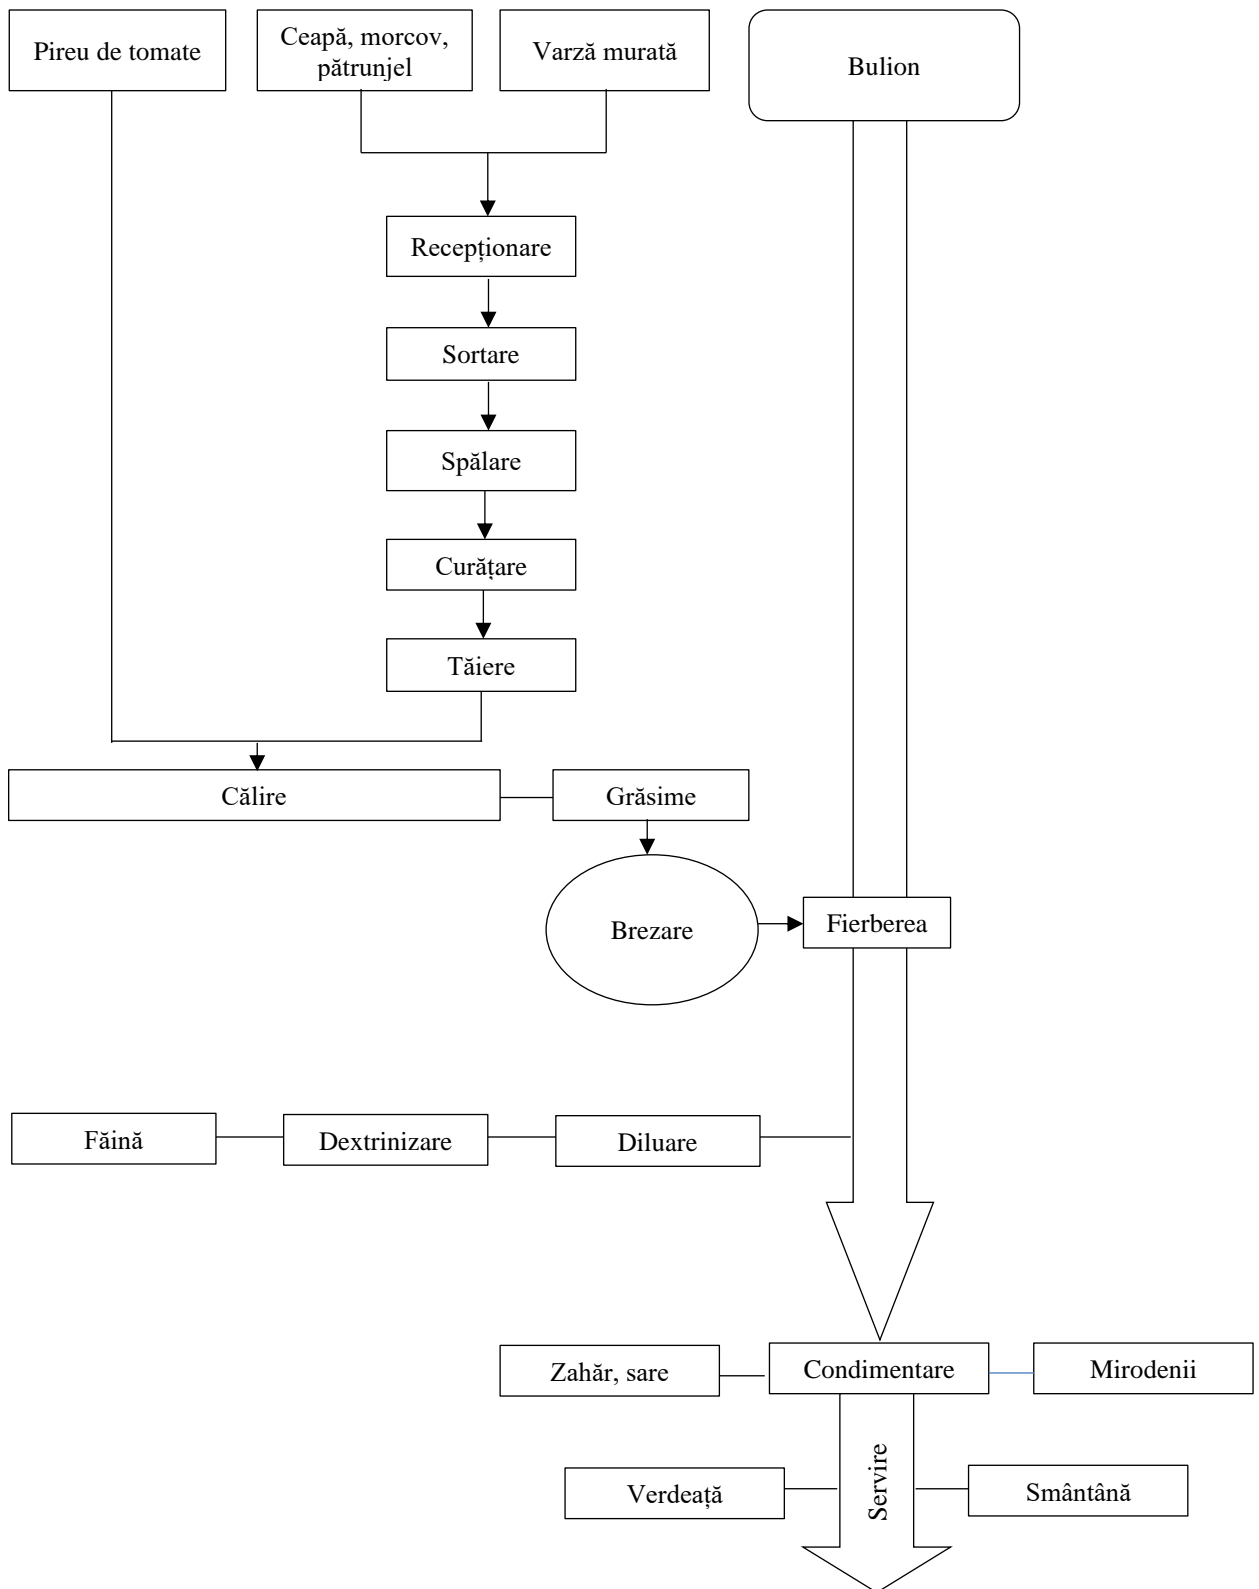 Pireu de tomate
Ceapă, morcov,
pătrunjel
Varză murată
Bulion
Recepționare
Sortare
Spălare
Curățare
Tăiere
Călire
Grăsime
Brezare
Fierberea
Făină
Dextrinizare
Diluare
Zahăr, sare
Condimentare
Mirodenii
Verdeață
Servire
Smântână